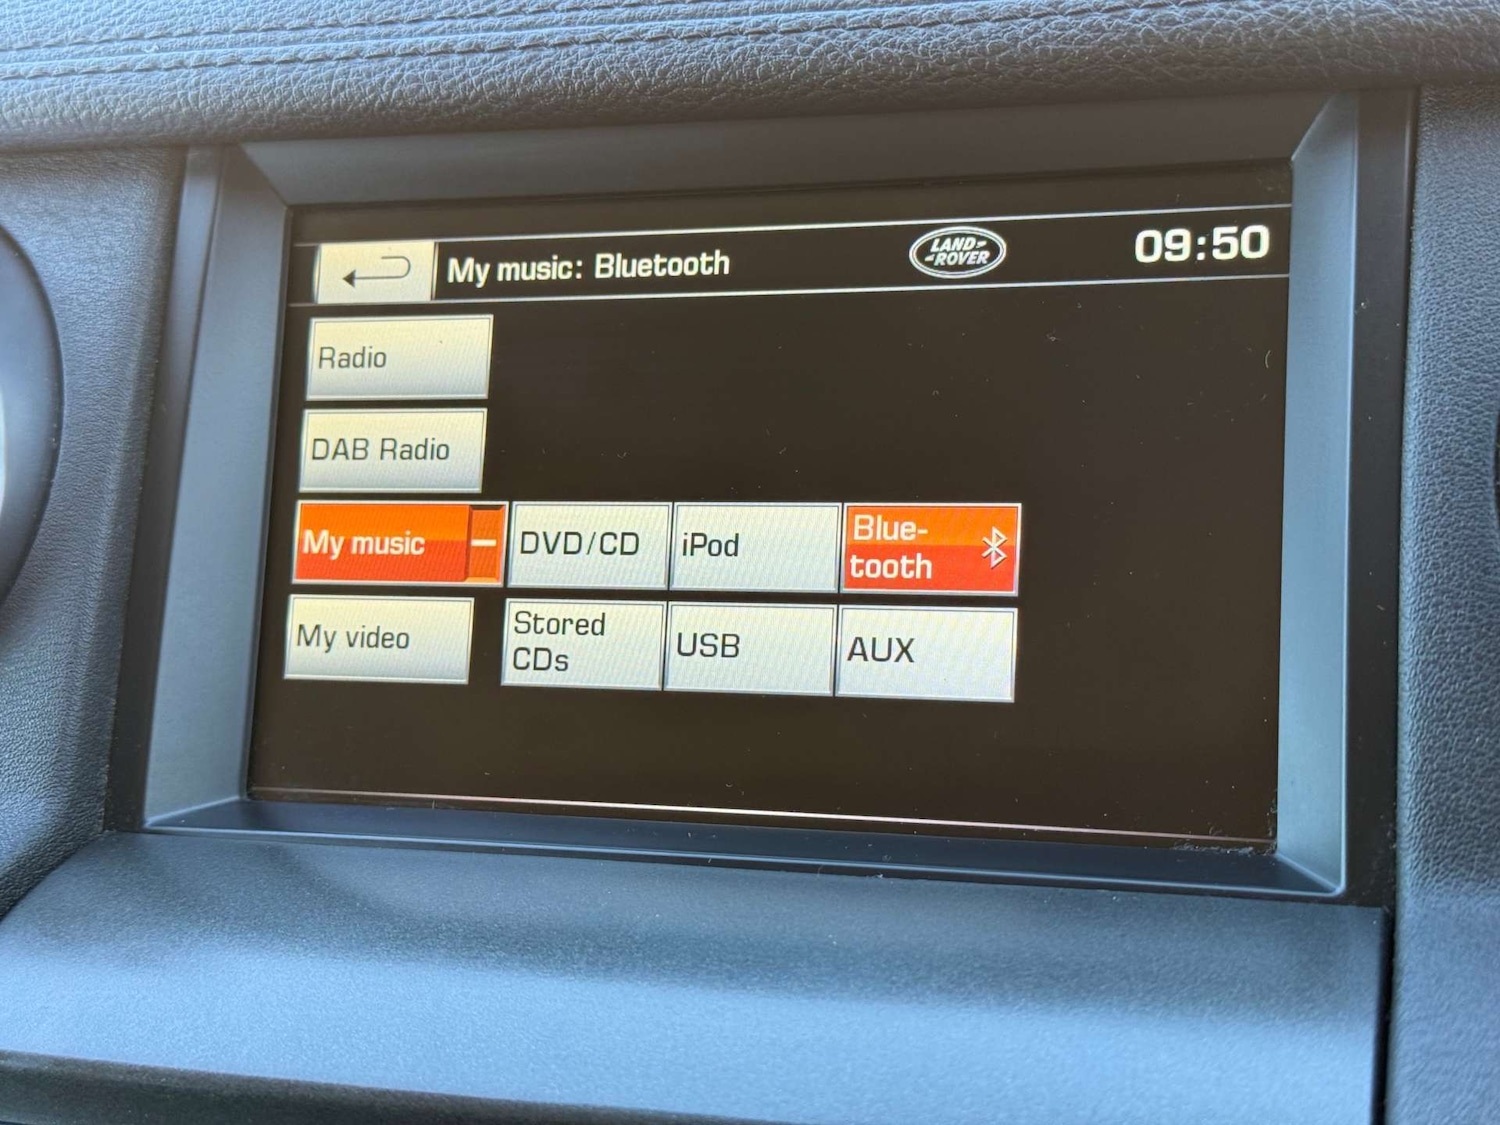 My music: Bluetooth
LAND-
-ROVER
09:50
Radio
DAB Radio
My music
DVD/CD
iPod
Blue-
tooth
My video
Stored
CDs
USB
AUX